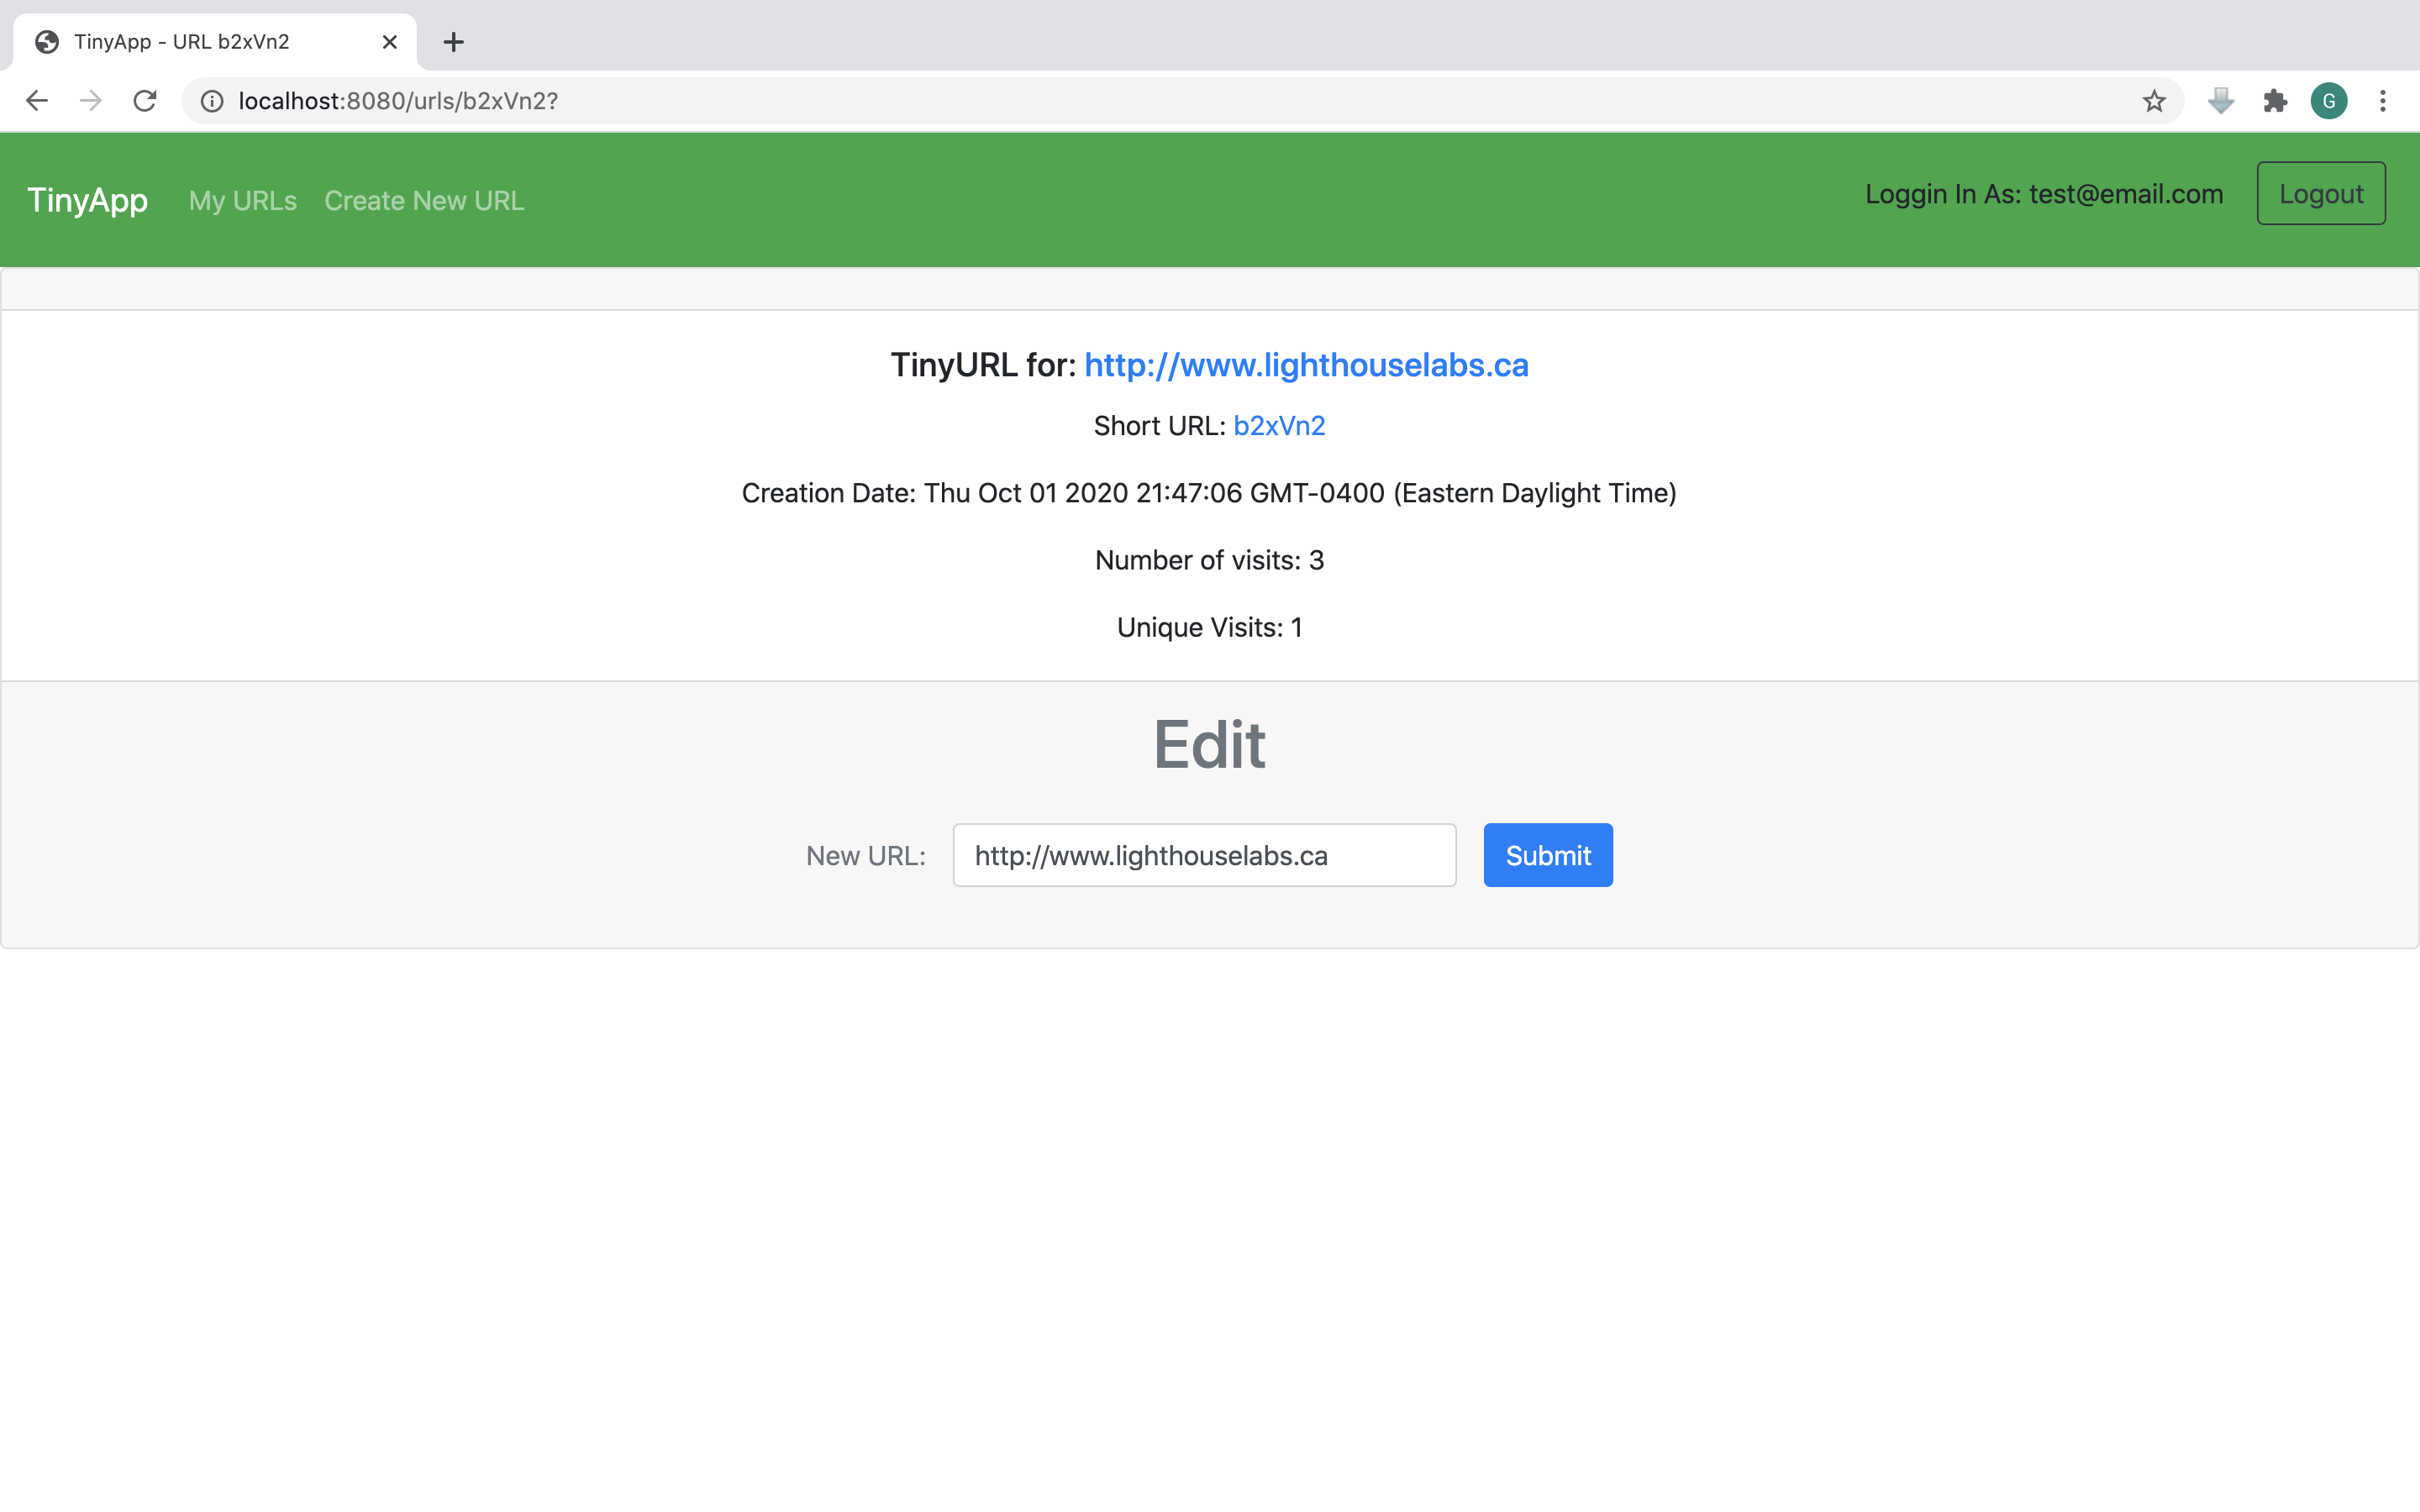 TinyApp - URL b2xVn2
localhost:8080/urls/b2xVn2?
G
TinyApp My URLs Create New URL Loggin In As: test@email.com Logout
TinyURL for: http://www.lighthouselabs.ca
Short URL: b2xVn2
Creation Date: Thu Oct 01 2020 21:47:06 GMT-0400 (Eastern Daylight Time)
Number of visits: 3
Unique Visits: 1
Edit
New URL: http://www.lighthouselabs.ca Submit